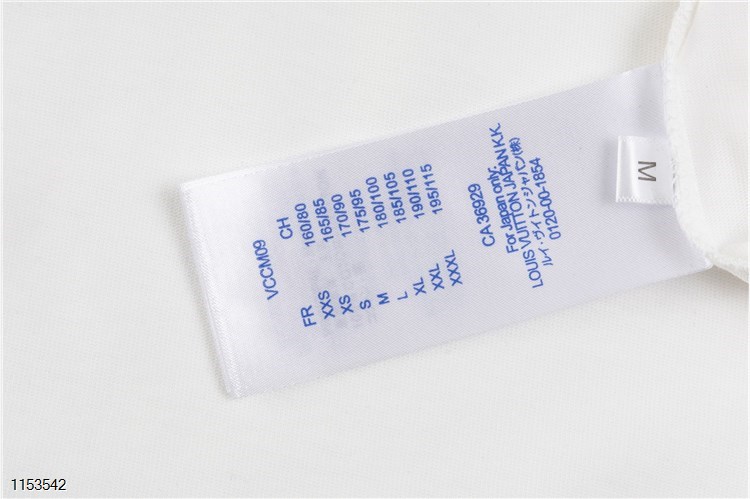 VCCM09
FR CH
XXS 160/80
XS 165/85
S 170/90
M 175/95
L 180/100
XL 185/105
XXL 190/110
XXXL 195/115
CA 36929
For Japan only:
LOUIS VUITTON JAPAN K.K.
ルイ・ヴィトン ジャパン(株)
0120-00-1854
M
1153542